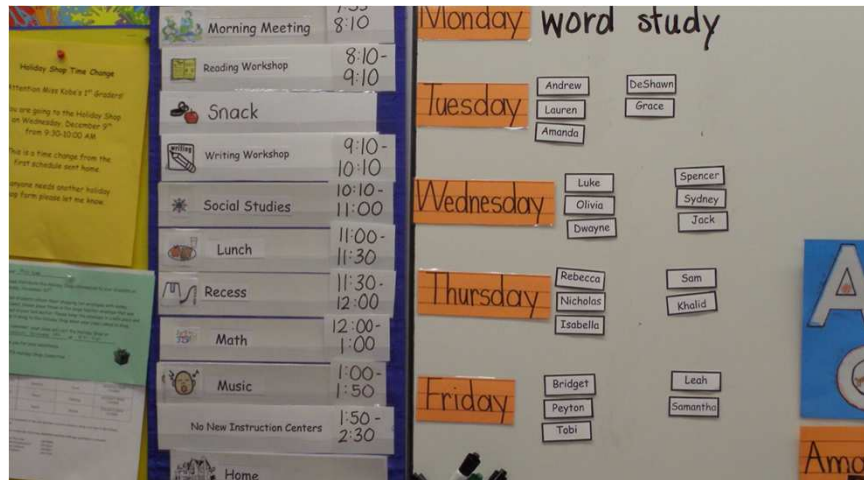 Holiday Shop Time Change
Attention Miss Kobe's 1st Graders!
You are going to the Holiday Shop
on Wednesday, December 9th
from 9:30-10:00 AM
This is a time change from the
first schedule sent home
anyone needs another holiday
form please let me know
Morning Meeting
8:10
Reading Workshop
8:10-
9:10
Snack
Writing Workshop
9:10-
10:10
Social Studies
10:10-
11:00
Lunch
11:00-
11:30
Recess
11:30-
12:00
Math
12:00-
1:00
Music
1:00-
1:50
No New Instruction Centers
1:50-
2:30
Home
Monday
word study
Tuesday
Andrew
Lauren
Amanda
DeShawn
Grace
Wednesday
Luke
Olivia
Dwayne
Spencer
Sydney
Jack
Thursday
Rebecca
Nicholas
Isabella
Sam
Khalid
Friday
Bridget
Peyton
Tobi
Leah
Samantha
A
Ama